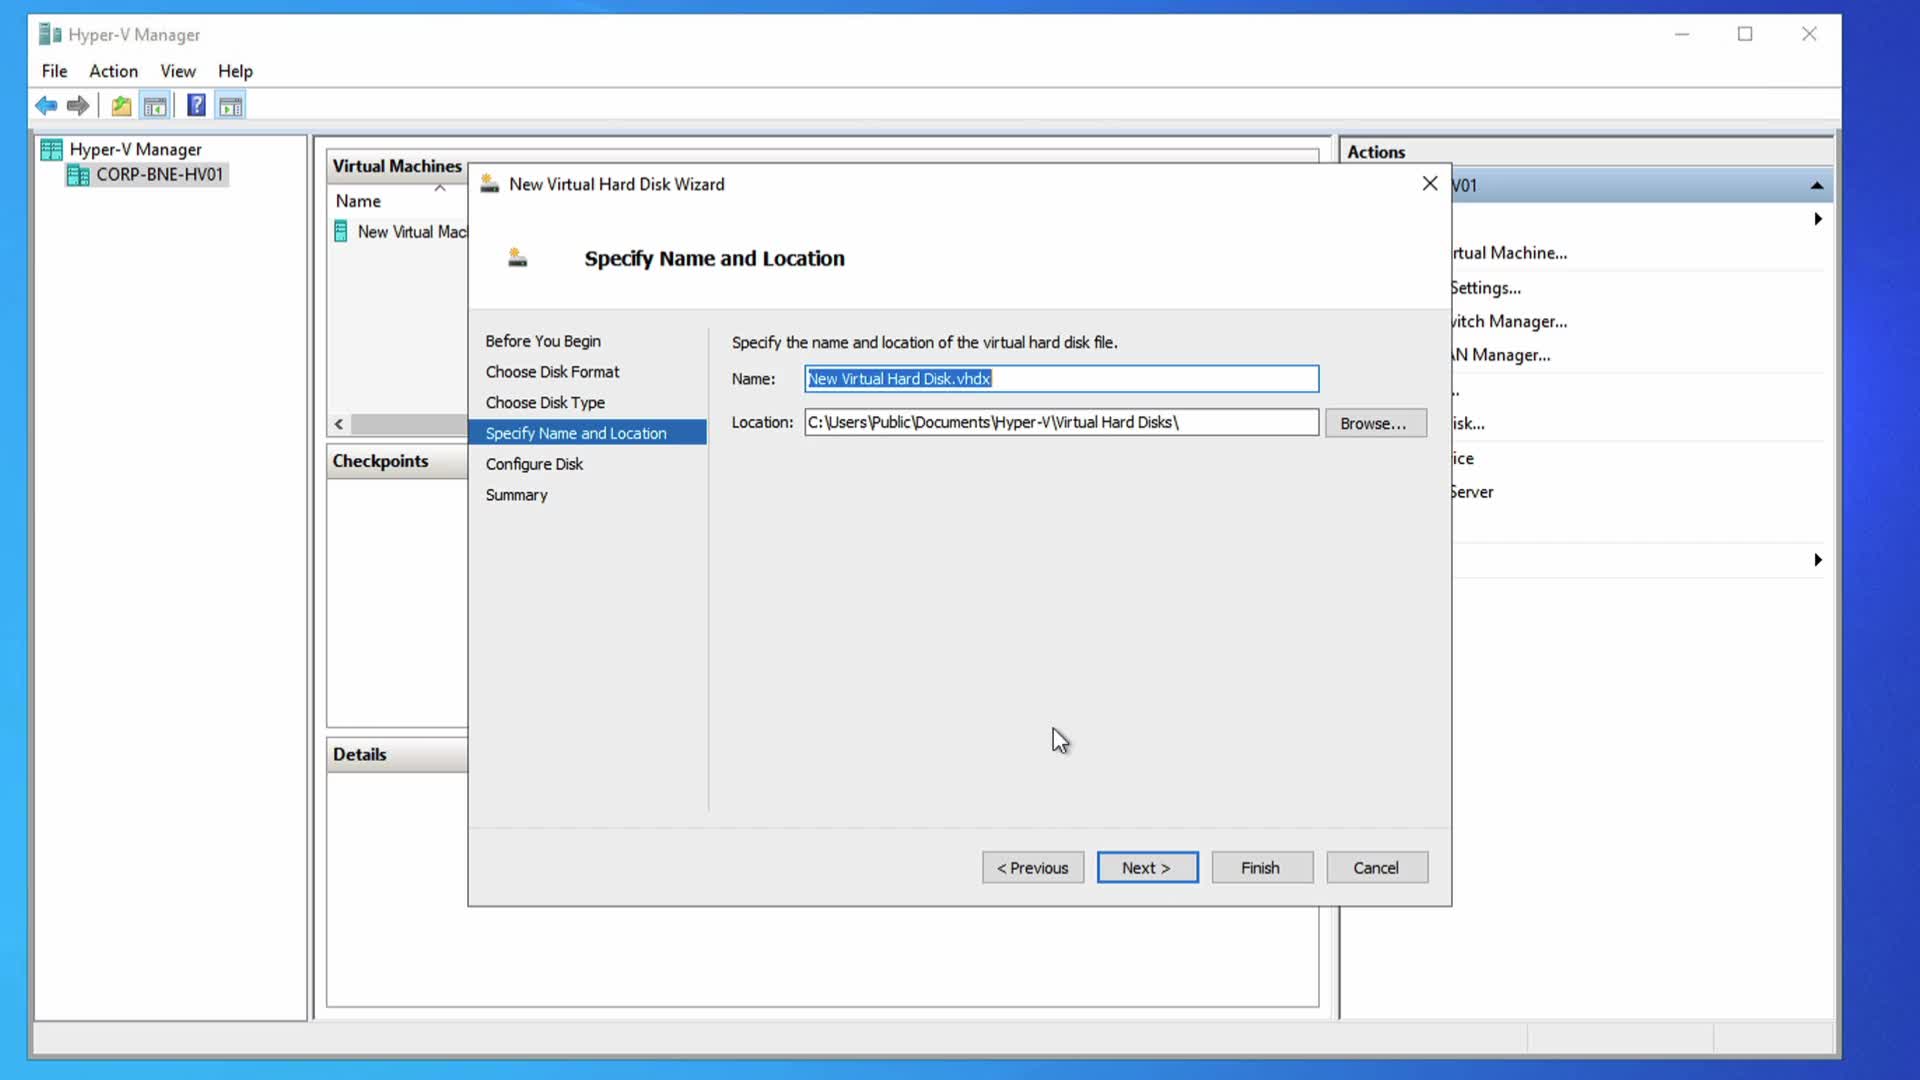 Hyper-V Manager
File Action View Help
Hyper-V Manager
CORP-BNE-HV01
Virtual Machines
Name
New Virtual Mac
Checkpoints
Details
New Virtual Hard Disk Wizard
Specify Name and Location
Before You Begin
Choose Disk Format
Choose Disk Type
Specify Name and Location
Configure Disk
Summary
Specify the name and location of the virtual hard disk file.
Name: New Virtual Hard Disk.vhdx
Location: C:\Users\Public\Documents\Hyper-V\Virtual Hard Disks\ Browse...
< Previous Next > Finish Cancel
Actions
V01
rtual Machine...
Settings...
witch Manager...
AN Manager...
..
isk...
ice
Server